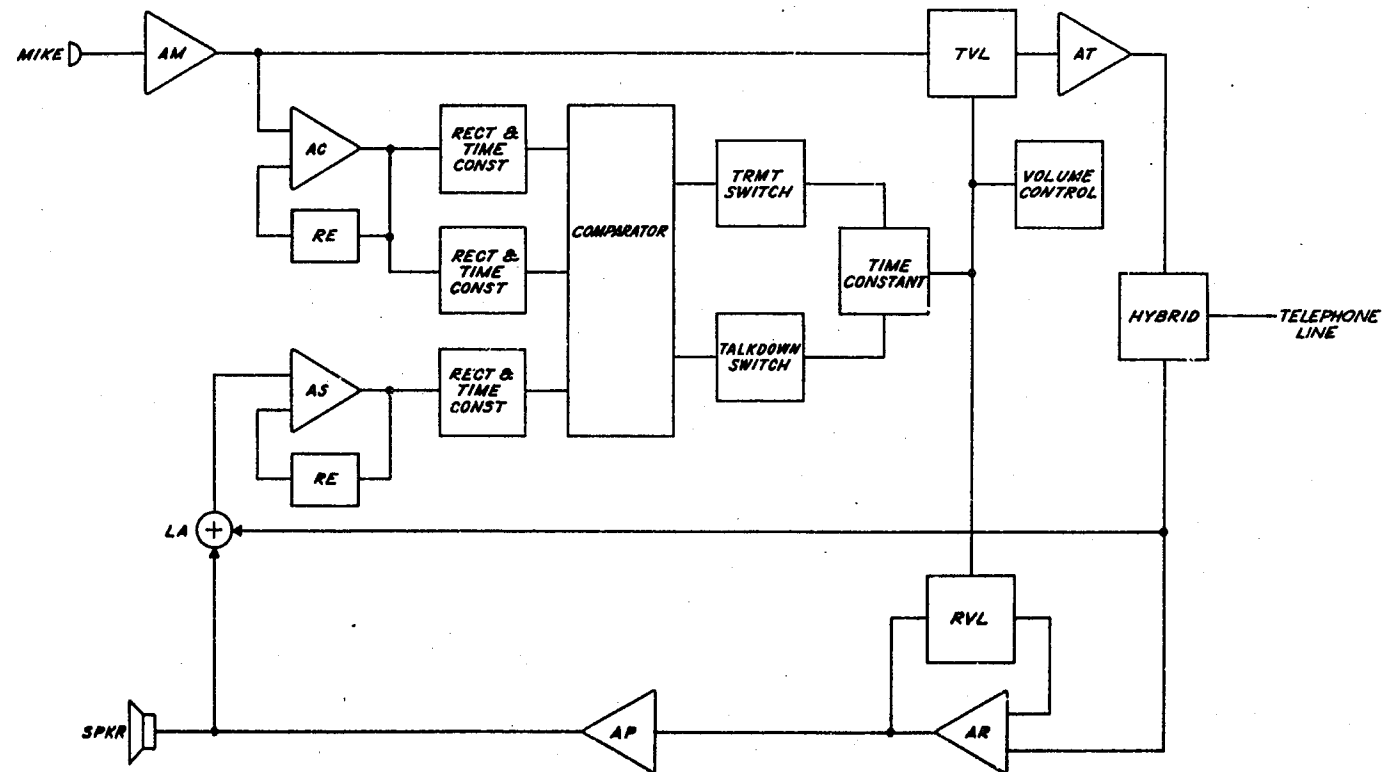 MIKE
AM
TVL
AT
AC
RECT &
TIME
CONST
TRMT
SWITCH
VOLUME
CONTROL
RE
RECT &
TIME
CONST
COMPARATOR
TIME
CONSTANT
HYBRID
TELEPHONE
LINE
AS
RECT &
TIME
CONST
TALKDOWN
SWITCH
RE
LA
+
RVL
SPKR
AP
AR